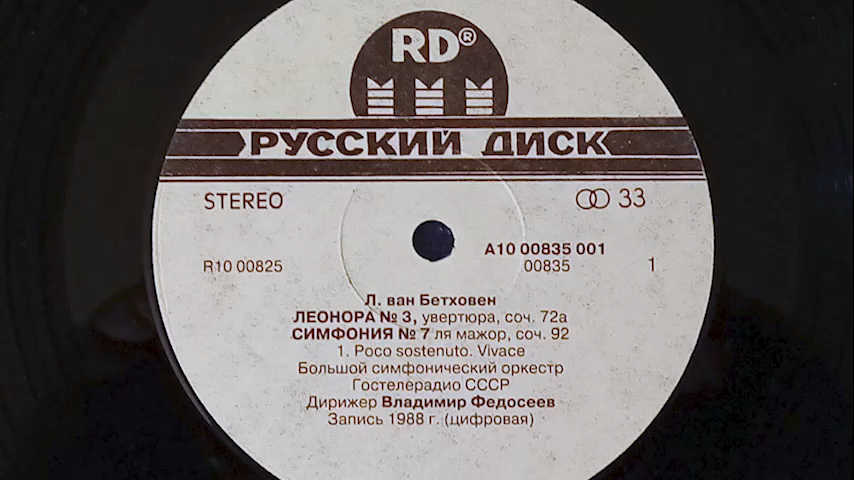 RD®
РУССКИЙ ДИСК
STEREO 33
A10 00835 001
R10 00825 00835 1
Л. ван Бетховен
ЛЕОНОРА № 3, увертюра, соч. 72а
СИМФОНИЯ № 7 ля мажор, соч. 92
1. Poco sostenuto. Vivace
Большой симфонический оркестр
Гостелерадио СССР
Дирижер Владимир Федосеев
Запись 1988 г. (цифровая)